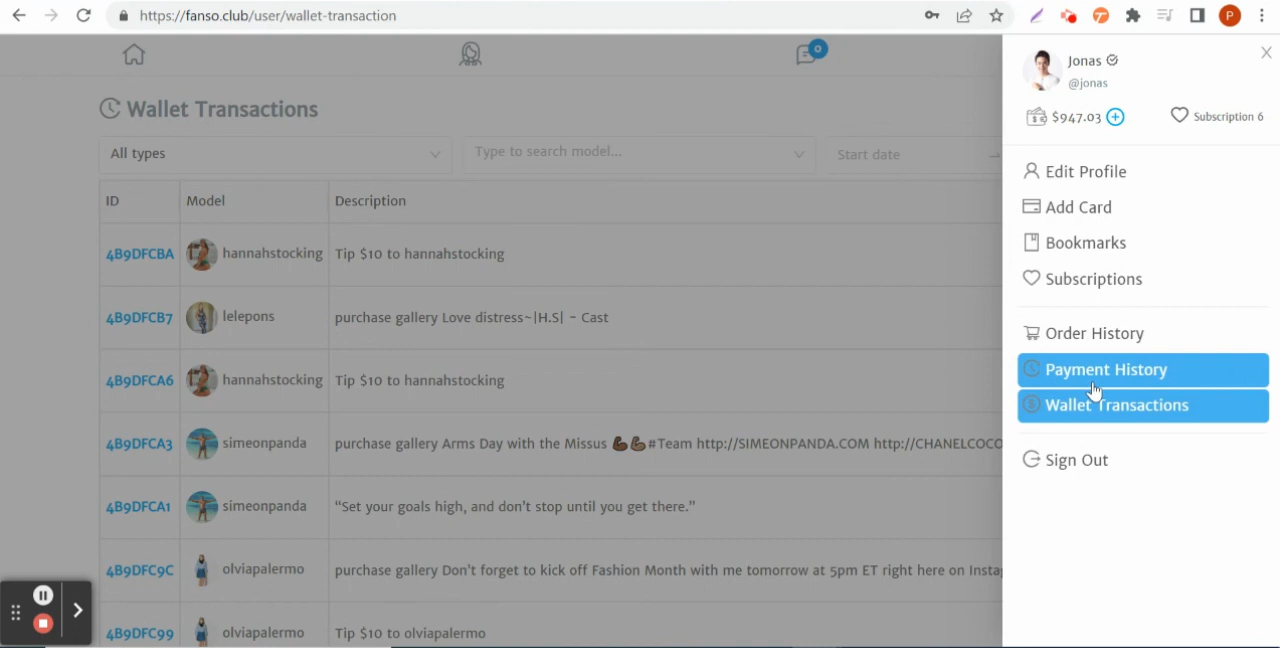 https://fanso.club/user/wallet-transaction
P
0
Jonas
@jonas
$947.03
Subscription 6
Wallet Transactions
All types
Type to search model...
Start date
Edit Profile
Add Card
Bookmarks
Subscriptions
Order History
Payment History
Wallet Transactions
Sign Out
ID Model Description
4B9DFCBA hannahstocking Tip $10 to hannahstocking
4B9DFCB7 lelepons purchase gallery Love distress~|H.S| - Cast
4B9DFCA6 hannahstocking Tip $10 to hannahstocking
4B9DFCA3 simeonpanda purchase gallery Arms Day with the Missus 💪🏿💪🏿#Team http://SIMEONPANDA.COM http://CHANELCOCO
4B9DFCA1 simeonpanda “Set your goals high, and don't stop until you get there.”
4B9DFC9C olviapalermo purchase gallery Don't forget to kick off Fashion Month with me tomorrow at 5pm ET right here on Insta
4B9DFC99 olviapalermo Tip $10 to olviapalermo